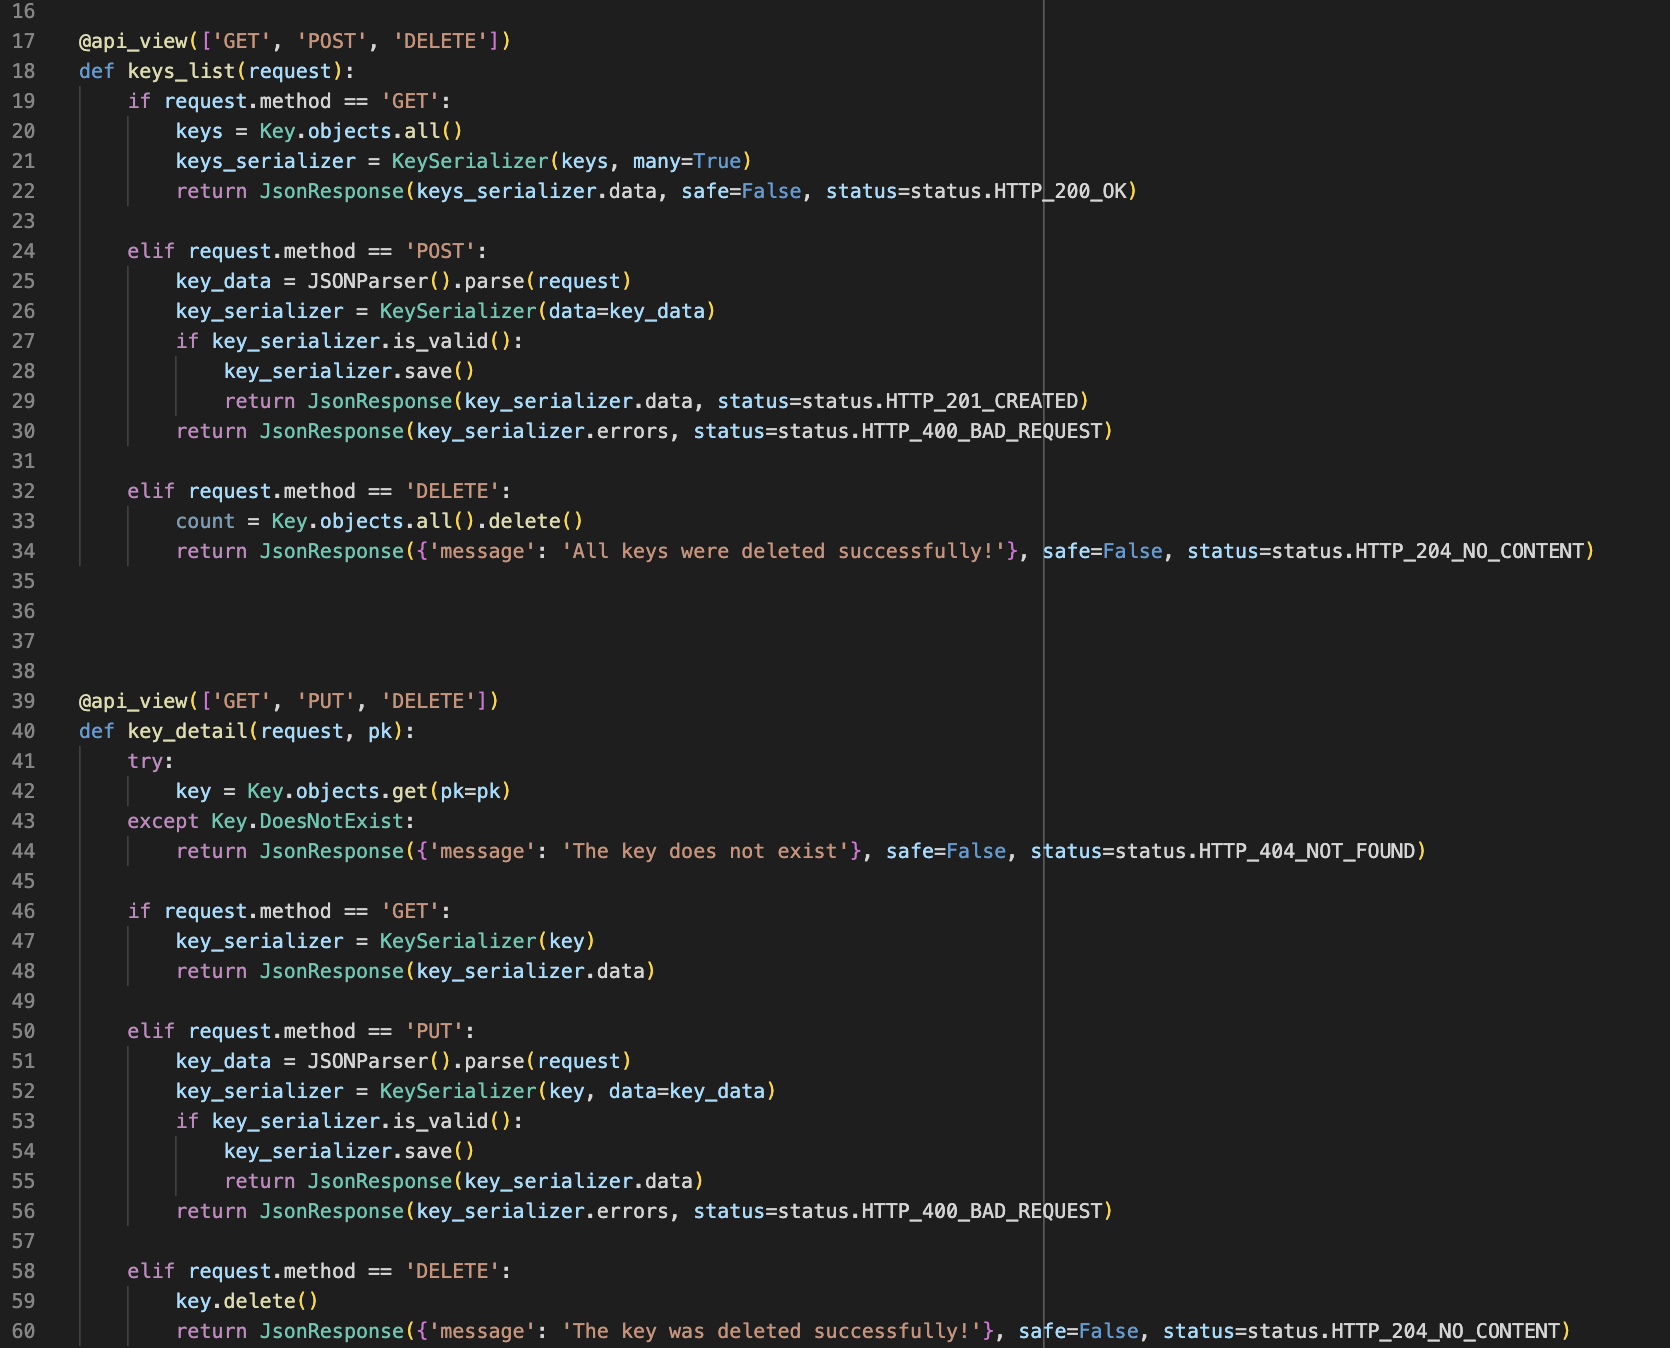 16
17 @api_view(['GET', 'POST', 'DELETE'])
18 def keys_list(request):
19     if request.method == 'GET':
20         keys = Key.objects.all()
21         keys_serializer = KeySerializer(keys, many=True)
22         return JsonResponse(keys_serializer.data, safe=False, status=status.HTTP_200_OK)
23
24     elif request.method == 'POST':
25         key_data = JSONParser().parse(request)
26         key_serializer = KeySerializer(data=key_data)
27         if key_serializer.is_valid():
28             key_serializer.save()
29             return JsonResponse(key_serializer.data, status=status.HTTP_201_CREATED)
30         return JsonResponse(key_serializer.errors, status=status.HTTP_400_BAD_REQUEST)
31
32     elif request.method == 'DELETE':
33         count = Key.objects.all().delete()
34         return JsonResponse({'message': 'All keys were deleted successfully!'}, safe=False, status=status.HTTP_204_NO_CONTENT)
35
36
37
38
39 @api_view(['GET', 'PUT', 'DELETE'])
40 def key_detail(request, pk):
41     try:
42         key = Key.objects.get(pk=pk)
43     except Key.DoesNotExist:
44         return JsonResponse({'message': 'The key does not exist'}, safe=False, status=status.HTTP_404_NOT_FOUND)
45
46     if request.method == 'GET':
47         key_serializer = KeySerializer(key)
48         return JsonResponse(key_serializer.data)
49
50     elif request.method == 'PUT':
51         key_data = JSONParser().parse(request)
52         key_serializer = KeySerializer(key, data=key_data)
53         if key_serializer.is_valid():
54             key_serializer.save()
55             return JsonResponse(key_serializer.data)
56         return JsonResponse(key_serializer.errors, status=status.HTTP_400_BAD_REQUEST)
57
58     elif request.method == 'DELETE':
59         key.delete()
60         return JsonResponse({'message': 'The key was deleted successfully!'}, safe=False, status=status.HTTP_204_NO_CONTENT)